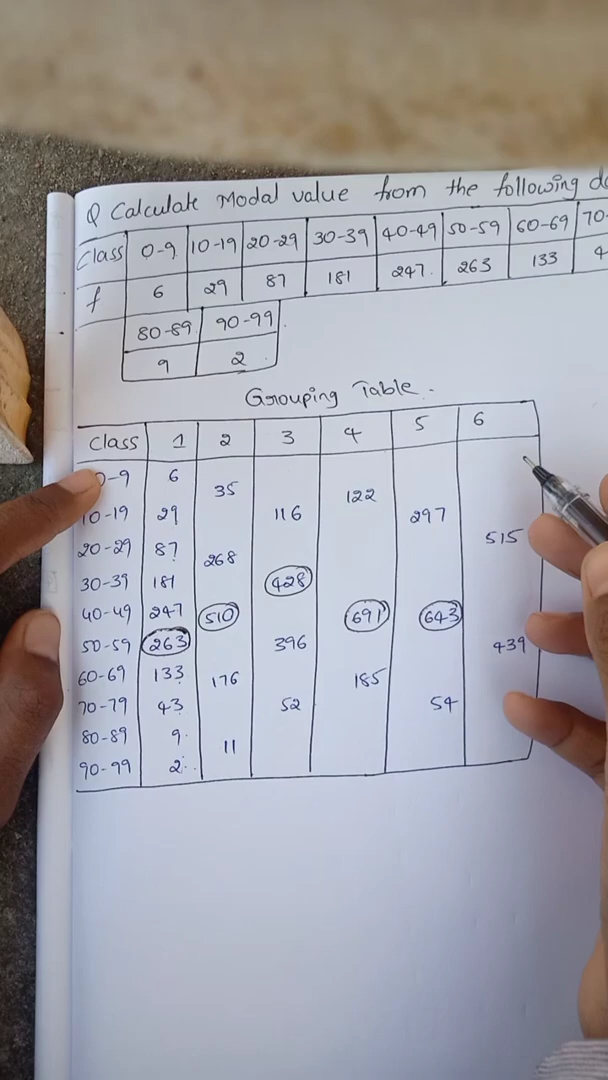 Q Calculate Modal value from the following
Class 0-9 10-19 20-29 30-39 40-49 50-59 60-69 70-
f 6 29 87 181 247 263 133 4
80-89 90-99
9 2
Grouping Table.
Class 1 2 3 4 5 6
0-9 6
35 122
10-19 29 116 297
20-29 87 515
268
30-39 181 428
40-49 247 510 691 643
50-59 263 396 439
60-69 133 176 185
70-79 43 52 54
80-89 9
11
90-99 2